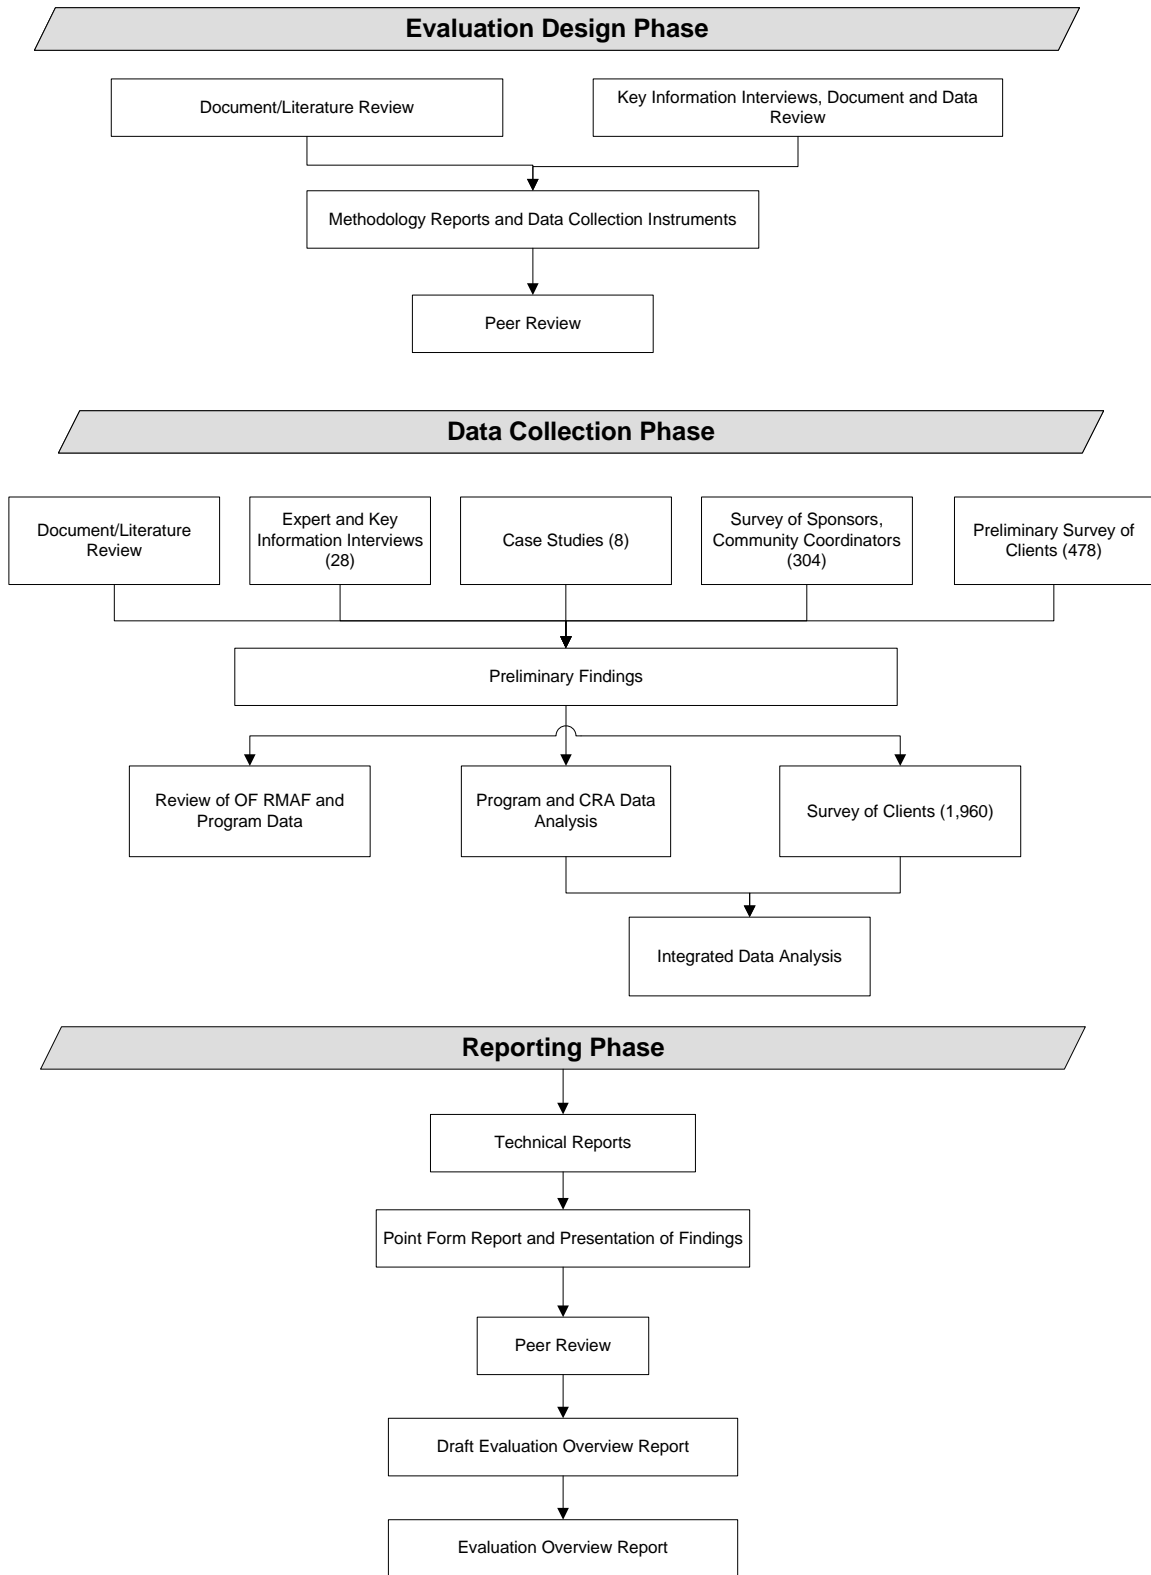 Evaluation Design Phase
Document/Literature Review
Key Information Interviews, Document and Data
Review
Methodology Reports and Data Collection Instruments
Peer Review
Data Collection Phase
Document/Literature
Review
Expert and Key
Information Interviews
(28)
Case Studies (8)
Survey of Sponsors,
Community Coordinators
(304)
Preliminary Survey of
Clients (478)
Preliminary Findings
Review of OF RMAF and
Program Data
Program and CRA Data
Analysis
Survey of Clients (1,960)
Integrated Data Analysis
Reporting Phase
Technical Reports
Point Form Report and Presentation of Findings
Peer Review
Draft Evaluation Overview Report
Evaluation Overview Report